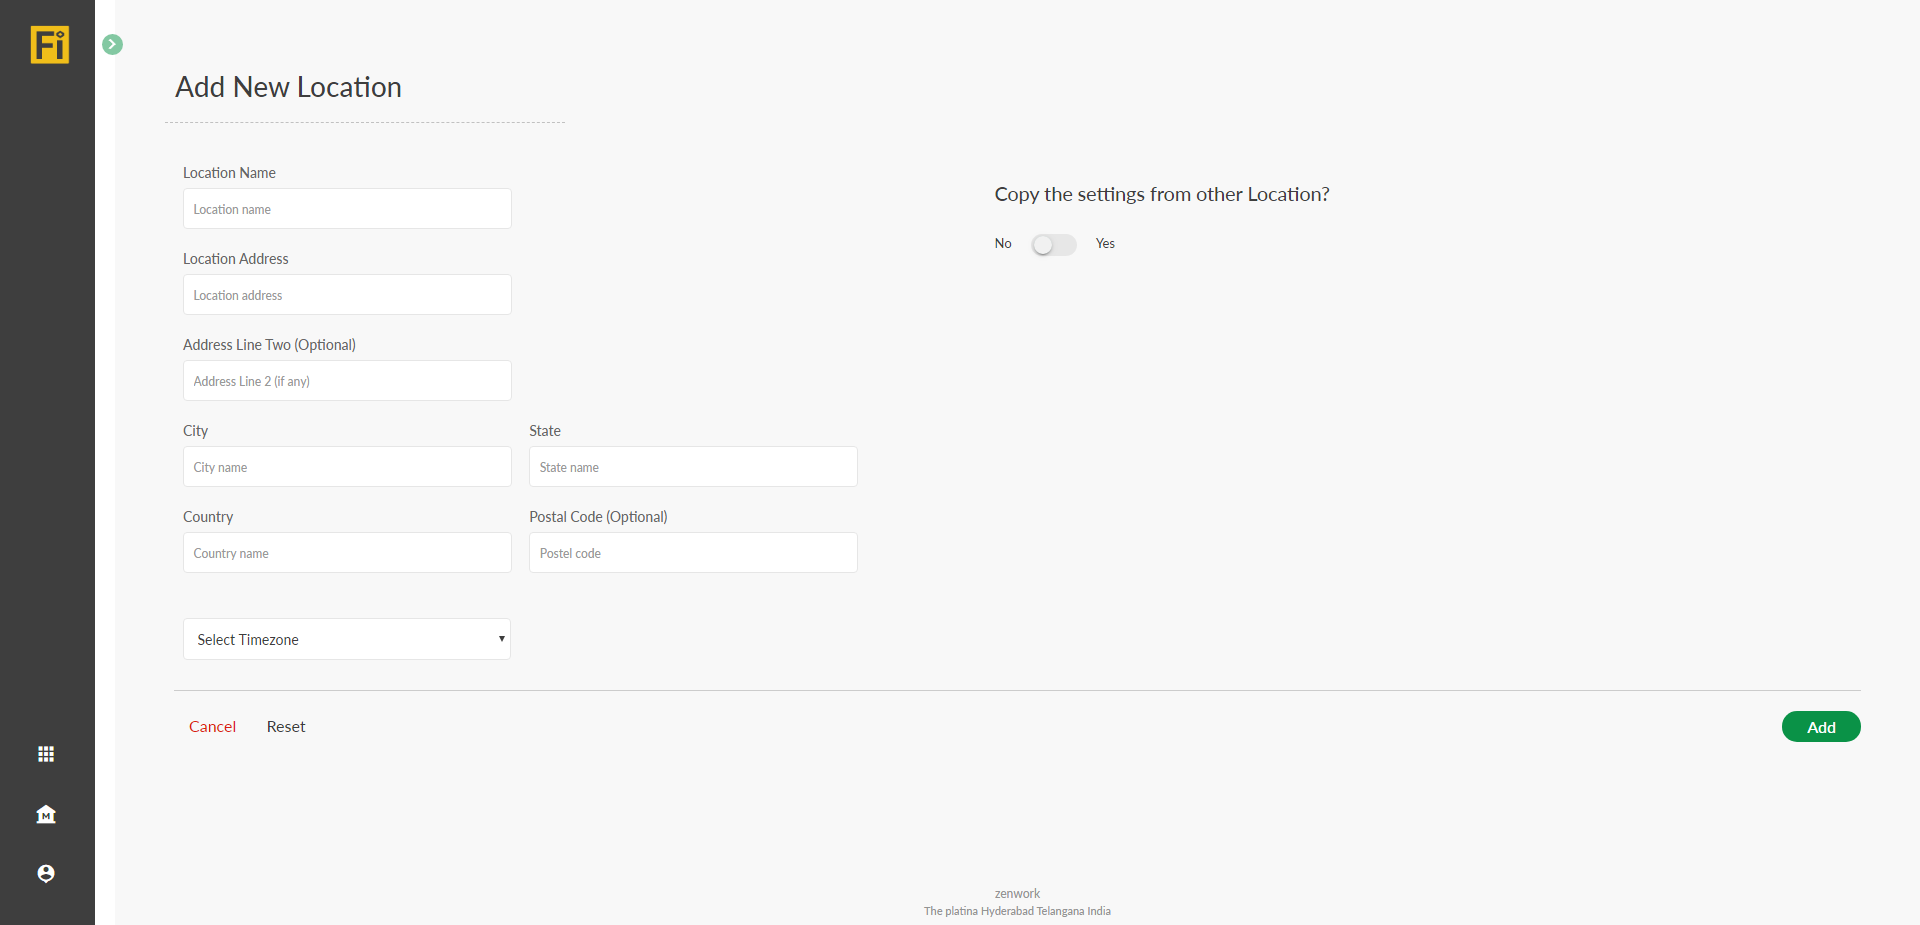 Fi
Add New Location
Location Name
Location name
Copy the settings from other Location?
No Yes
Location Address
Location address
Address Line Two (Optional)
Address Line 2 (if any)
City State
City name State name
Country Postal Code (Optional)
Country name Postel code
Select Timezone
Cancel Reset Add
M
zenwork
The platina Hyderabad Telangana India